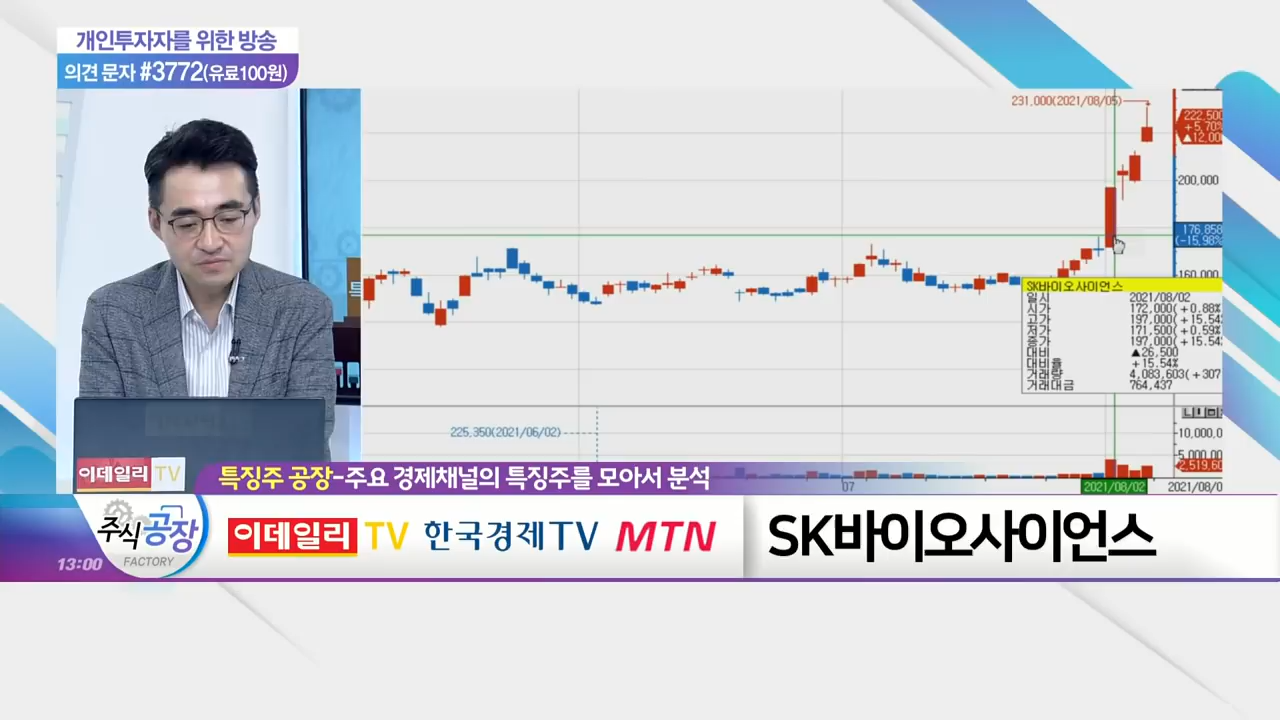 개인투자자를 위한 방송
의견 문자 #3772(유료100원)
231,000(2021/08/05)
222,500
+5,70%
▲12,00
200,000
176,858
(-15,98%
160,000
SK바이오사이언스
일시 2021/08/02
시가 172,000(+0.88%
고가 197,000(+15.54
저가 171,500(+0.59%
종가 197,000(+15.54
대비 ▲26,500
대비율 +15.54%
거래량 4,083,603(+307
거래대금 764,437
225,350(2021/06/02)
10,000,0
5,000,00
2,519,60
07
2021/08/02
2021/08/0
이데일리 TV
특징주 공장-주요 경제채널의 특징주를 모아서 분석
주식공장
FACTORY
13:00
이데일리 TV 한국경제TV MTN
SK바이오사이언스